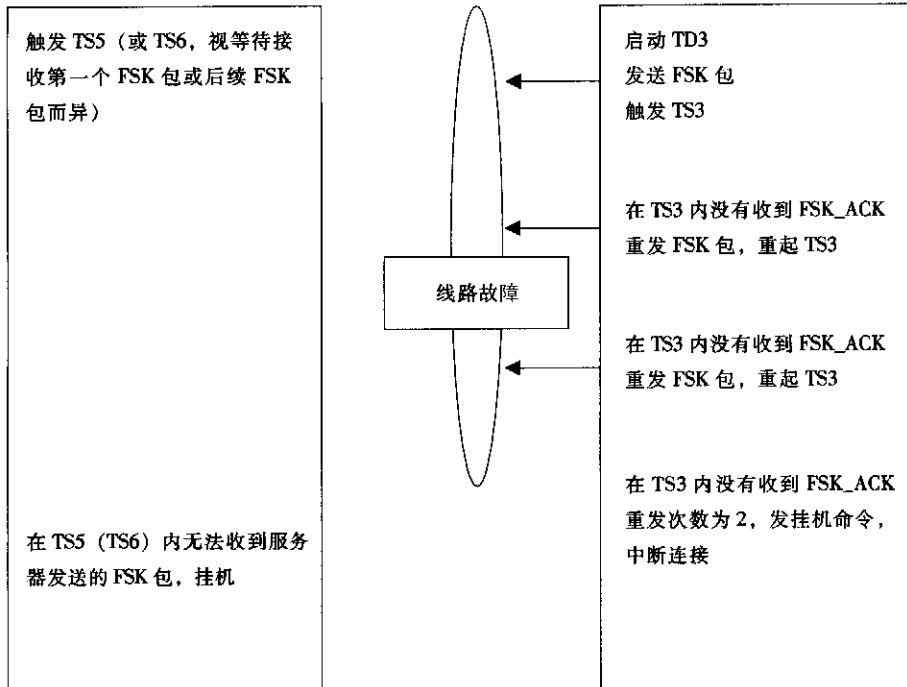 触发 TS5（或 TS6，视等待接
收第一个 FSK 包或后续 FSK
包而异）
在 TS5（TS6）内无法收到服务
器发送的 FSK 包，挂机
线路故障
启动 TD3
发送 FSK 包
触发 TS3
在 TS3 内没有收到 FSK_ACK
重发 FSK 包，重起 TS3
在 TS3 内没有收到 FSK_ACK
重发 FSK 包，重起 TS3
在 TS3 内没有收到 FSK_ACK
重发次数为 2，发挂机命令，
中断连接